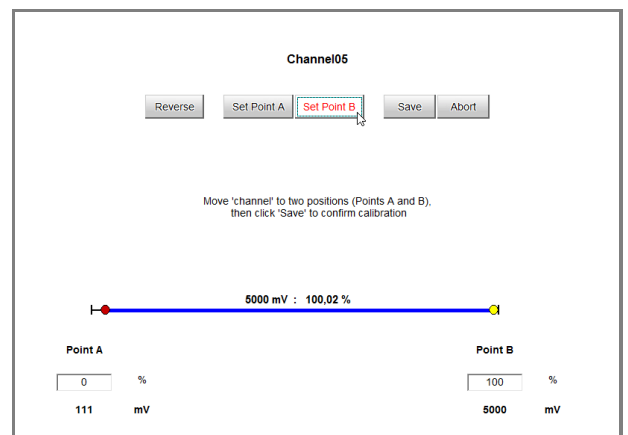 Channel05
Reverse Set Point A Set Point B Save Abort
Move 'channel' to two positions (Points A and B),
then click 'Save' to confirm calibration
5000 mV : 100,02 %
Point A Point B
0 % 100 %
111 mV 5000 mV